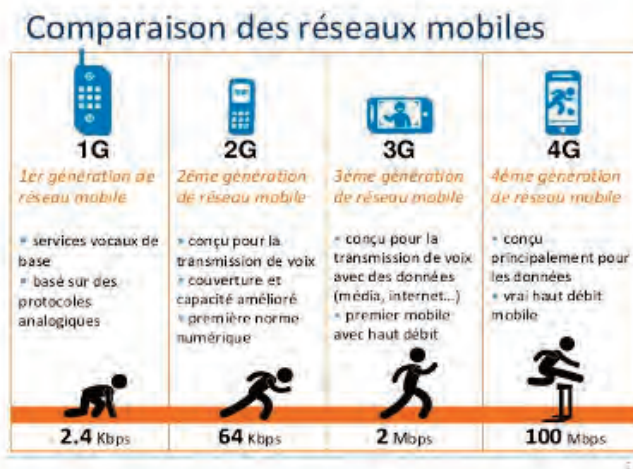 Comparaison des réseaux mobiles
1G
1er génération de
réseau mobile
• services vocaux de
base
• basé sur des
protocoles
analogiques
2.4 Kbps
2G
2éme génération
de réseau mobile
• conçu pour la
transmission de voix
• couverture et
capacité amélioré
• première norme
numérique
64 Kbps
3G
3éme génération
de réseau mobile
• conçu pour la
transmission de voix
avec des données
(média, internet...)
• premier mobile
avec haut débit
2 Mbps
4G
4éme génération
de réseau mobile
• conçu
principalement pour
les données
• vrai haut débit
mobile
100 Mbps